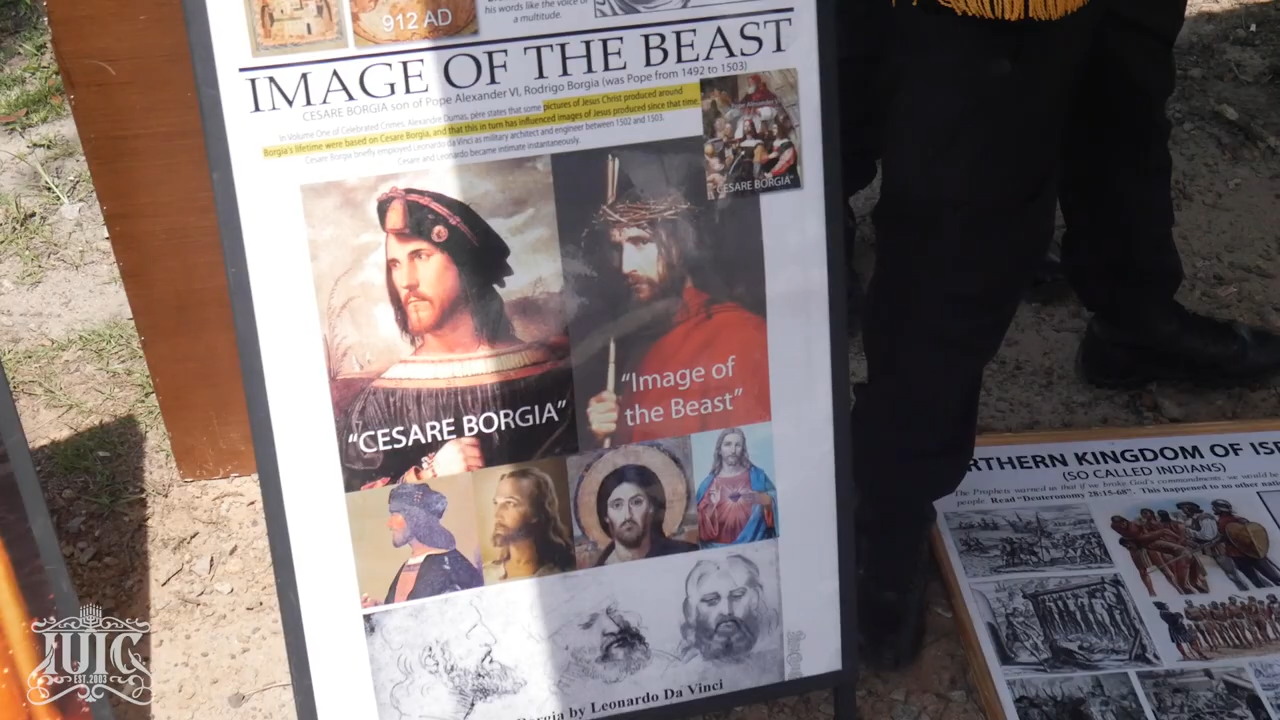 912 AD
his words like the voice of
a multitude.
IMAGE OF THE BEAST
CESARE BORGIA son of Pope Alexander VI, Rodrigo Borgia (was Pope from 1492 to 1503)
In Volume One of Celebrated Crimes, Alexandre Dumas, père states that some pictures of Jesus Christ produced around
Borgia's lifetime were based on Cesare Borgia, and that this in turn has influenced images of Jesus produced since that time.
Cesare Borgia briefly employed Leonardo da Vinci as military architect and engineer between 1502 and 1503.
Cesare and Leonardo became intimate instantaneously.
"CESARE BORGIA"
"CESARE BORGIA"
"Image of
the Beast"
Borgia by Leonardo Da Vinci
RTHERN KINGDOM OF ISR
(SO CALLED INDIANS)
The Prophets warned us that if we broke God's commandments, we would be
people. Read "Deuteronomy 28:15-68". This happened to no other nati
IUIC
EST. 2003